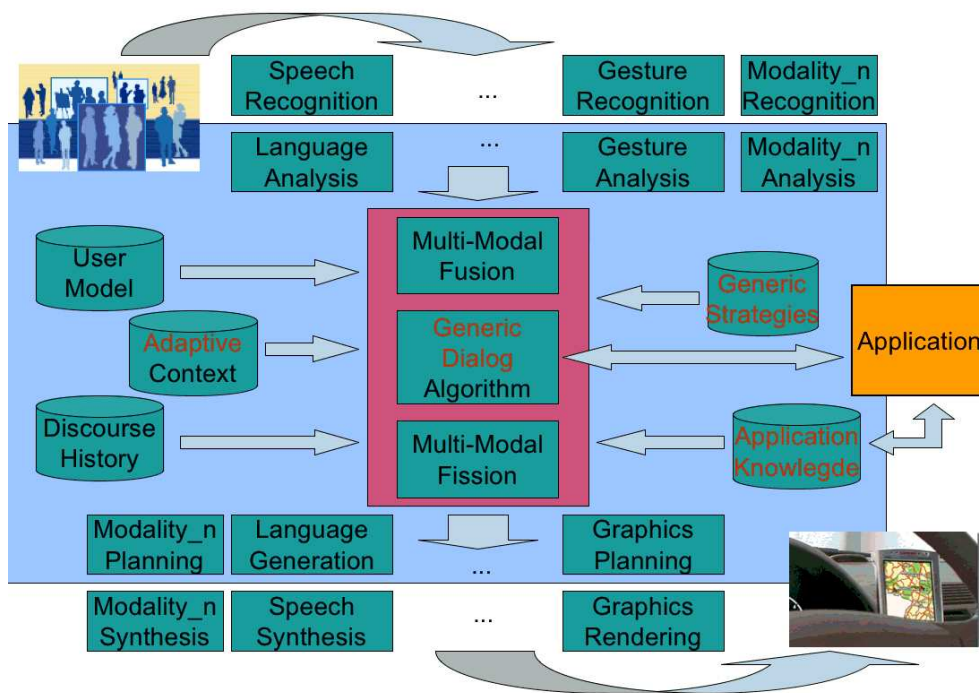 Speech
Recognition
...
Gesture
Recognition
Modality_n
Recognition
Language
Analysis
...
Gesture
Analysis
Modality_n
Analysis
User
Model
Multi-Modal
Fusion
Generic
Strategies
Adaptive
Context
Generic
Dialog
Algorithm
Application
Discourse
History
Multi-Modal
Fission
Application
Knowlegde
Modality_n
Planning
Language
Generation
...
Graphics
Planning
Modality_n
Synthesis
Speech
Synthesis
...
Graphics
Rendering